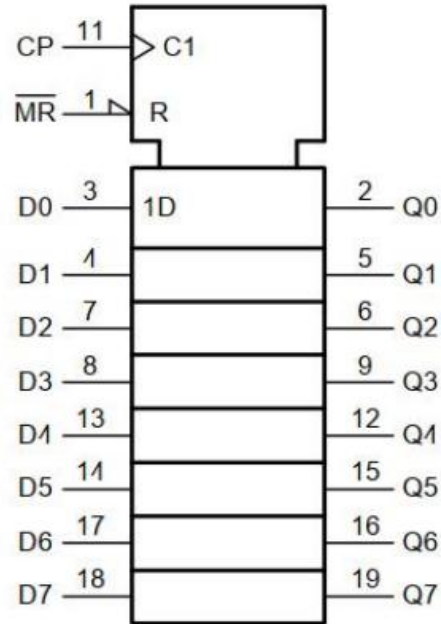 CP 11 C1
MR 1 R
D0 3 1D 2 Q0
D1 4 5 Q1
D2 7 6 Q2
D3 8 9 Q3
D4 13 12 Q4
D5 14 15 Q5
D6 17 16 Q6
D7 18 19 Q7